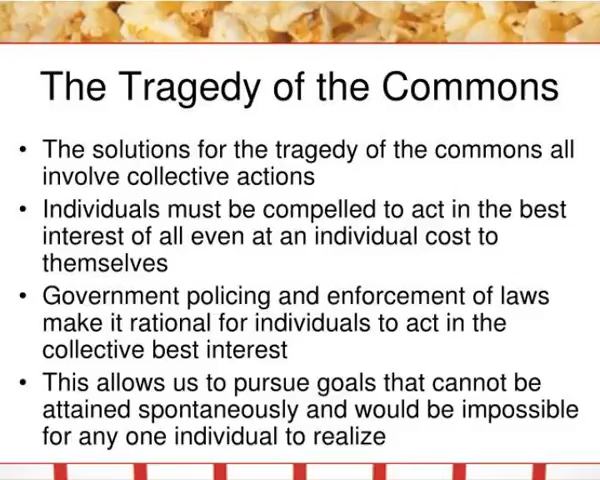 The Tragedy of the Commons
• The solutions for the tragedy of the commons all
involve collective actions
• Individuals must be compelled to act in the best
interest of all even at an individual cost to
themselves
• Government policing and enforcement of laws
make it rational for individuals to act in the
collective best interest
• This allows us to pursue goals that cannot be
attained spontaneously and would be impossible
for any one individual to realize